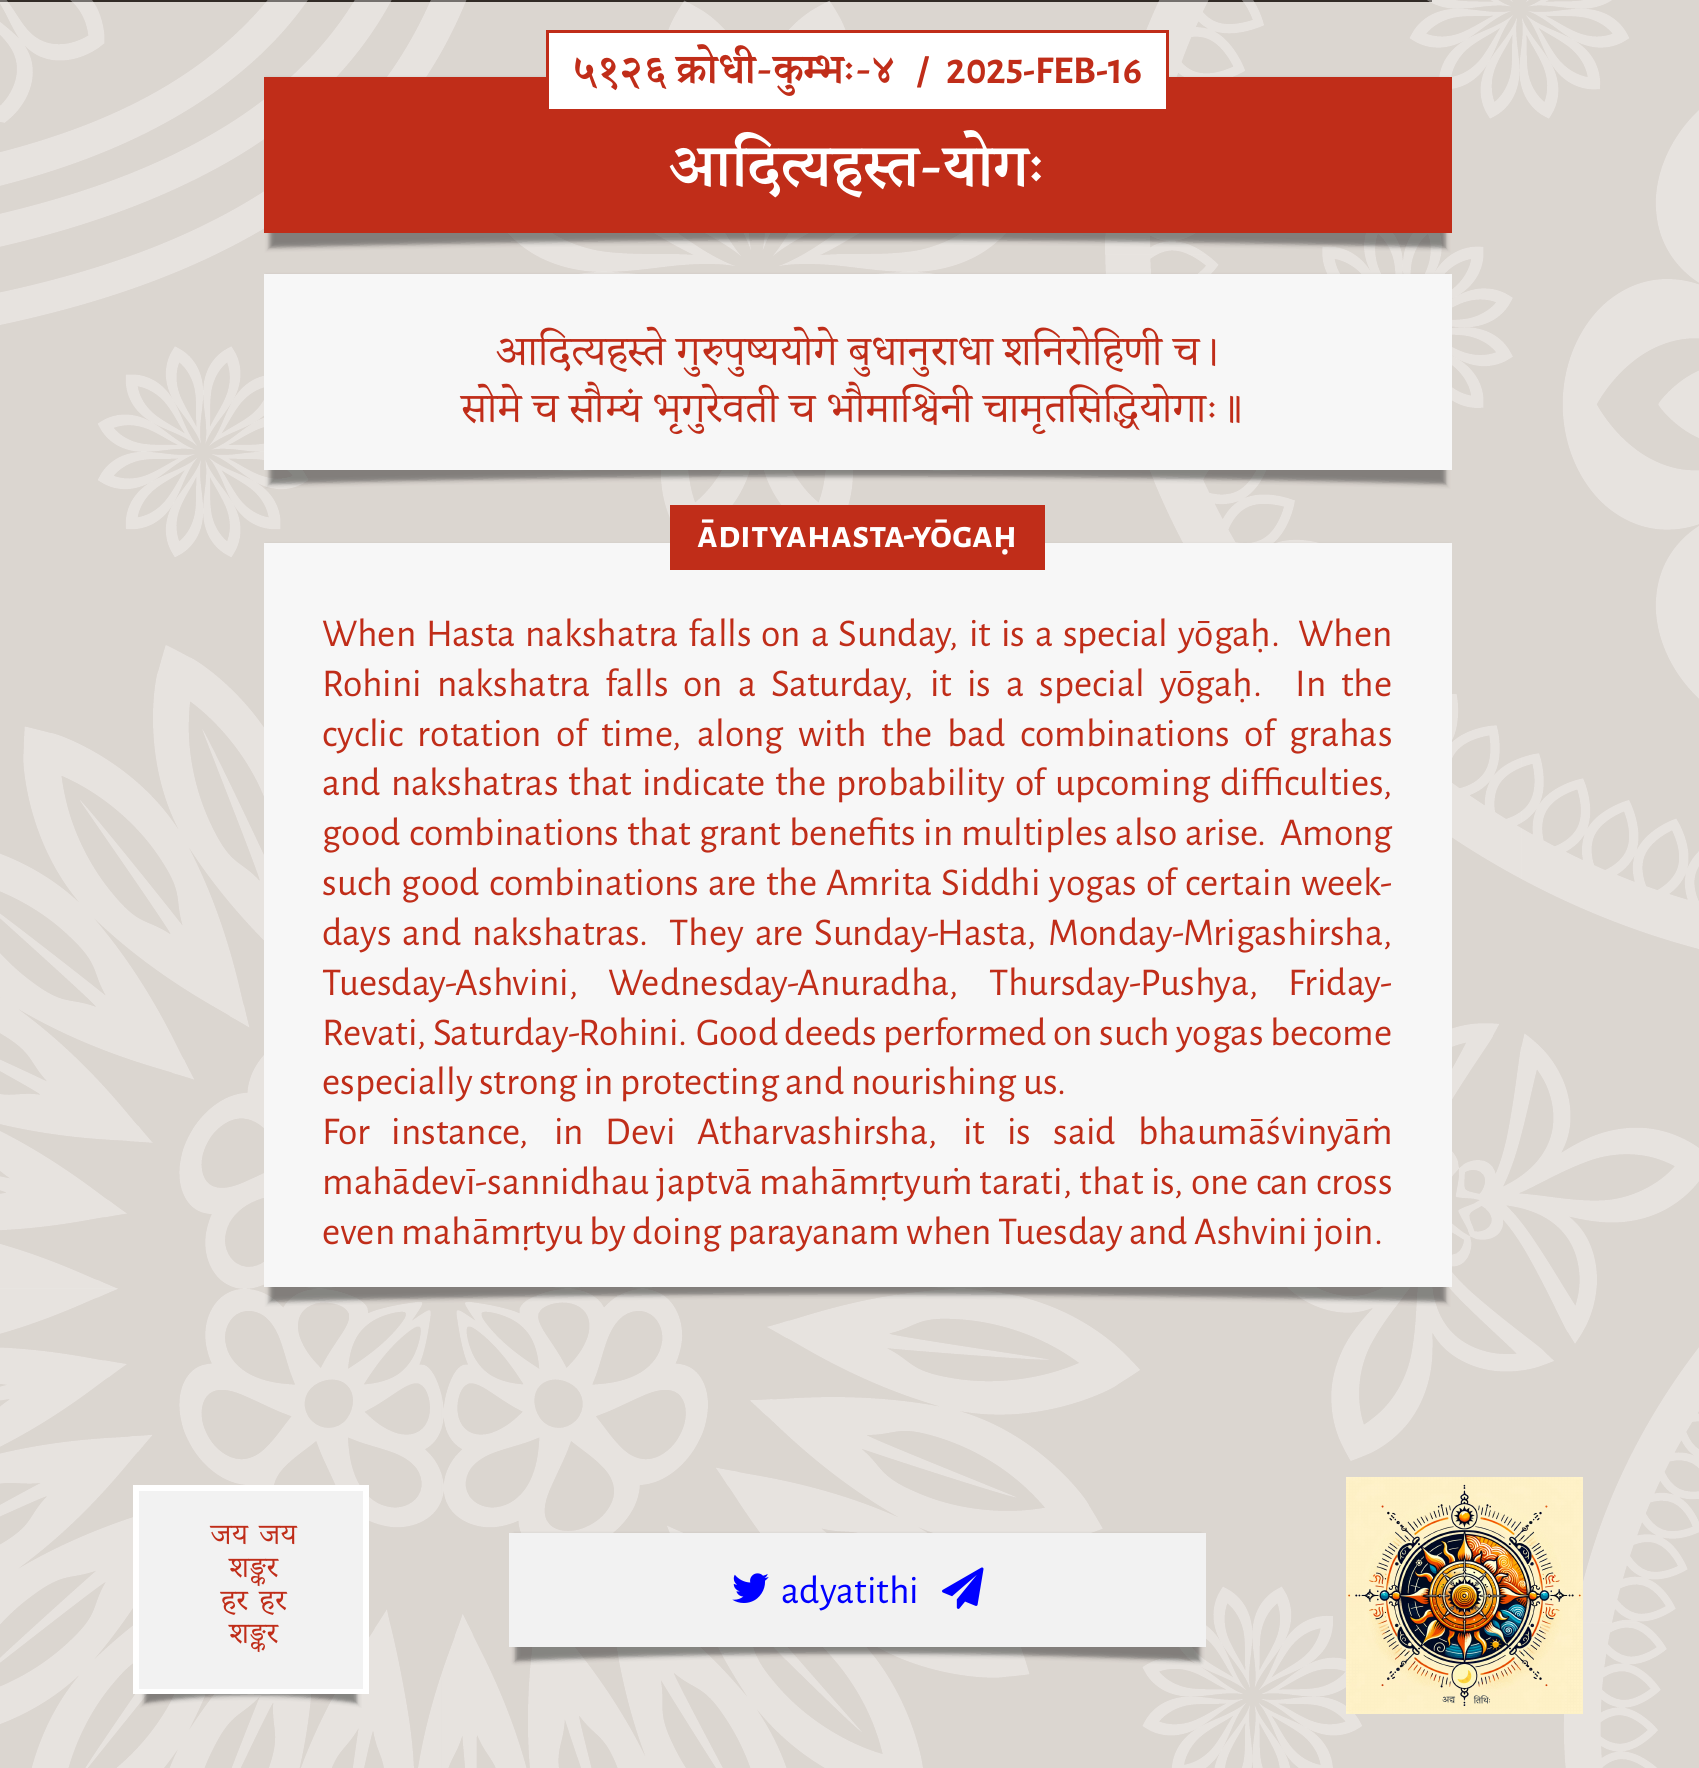 ५१२६ क्रोधी-कुम्भः-४ / 2025-FEB-16
आदित्यहस्त-योगः
आदित्यहस्ते गुरुपुष्ययोगे बुधानुराधा शनिरोहिणी च।
सोमे च सौम्यं भृगुरेवती च भौमाश्विनी चामृतसिद्धियोगाः॥
ĀDITYAHASTA-YŌGAḤ
When Hasta nakshatra falls on a Sunday, it is a special yōgaḥ. When
Rohini nakshatra falls on a Saturday, it is a special yōgaḥ. In the
cyclic rotation of time, along with the bad combinations of grahas
and nakshatras that indicate the probability of upcoming difficulties,
good combinations that grant benefits in multiples also arise. Among
such good combinations are the Amrita Siddhi yogas of certain week-
days and nakshatras. They are Sunday-Hasta, Monday-Mrigashirsha,
Tuesday-Ashvini, Wednesday-Anuradha, Thursday-Pushya, Friday-
Revati, Saturday-Rohini. Good deeds performed on such yogas become
especially strong in protecting and nourishing us.
For instance, in Devi Atharvashirsha, it is said bhaumāśvinyāṁ
mahādevī-sannidhau japtvā mahāmṛtyuṁ tarati, that is, one can cross
even mahāmṛtyu by doing parayanam when Tuesday and Ashvini join.
जय जय
शङ्कर
हर हर
शङ्कर
adyatithi
अद्य तिथिः